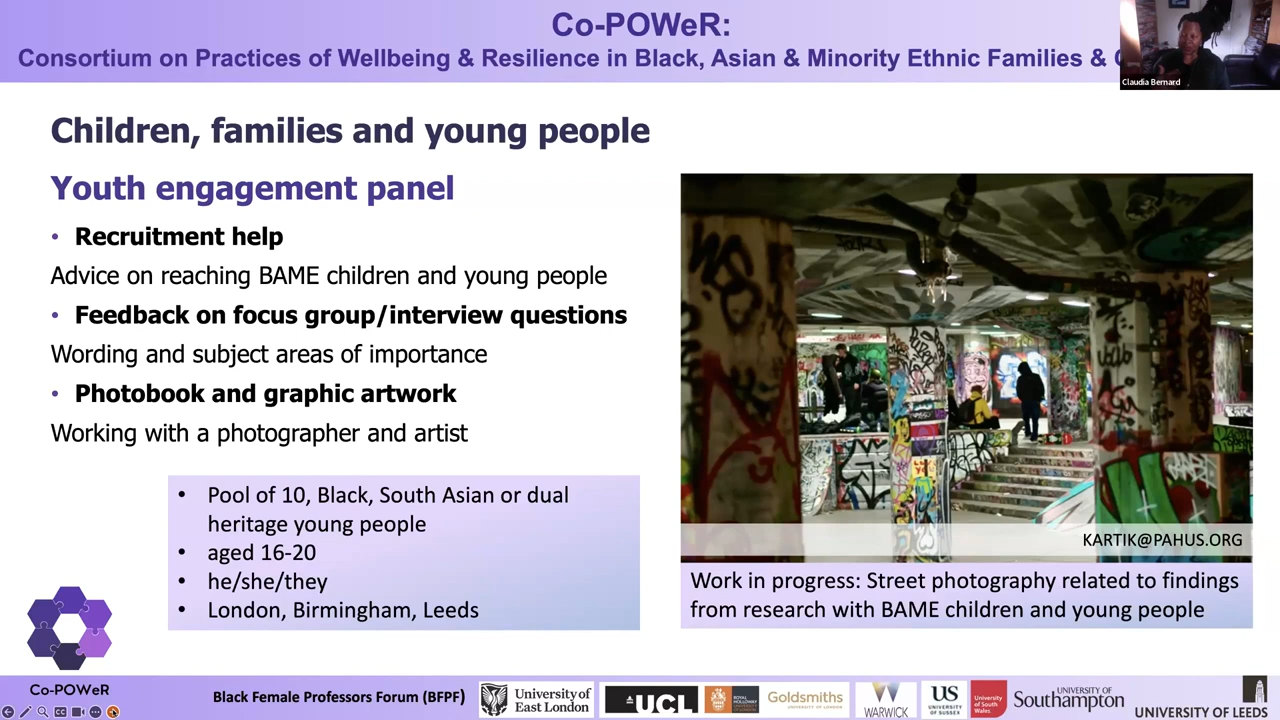 Co-POWeR:
Consortium on Practices of Wellbeing & Resilience in Black, Asian & Minority Ethnic Families &
Claudia Bernard
Children, families and young people
Youth engagement panel
• Recruitment help
Advice on reaching BAME children and young people
• Feedback on focus group/interview questions
Wording and subject areas of importance
• Photobook and graphic artwork
Working with a photographer and artist
• Pool of 10, Black, South Asian or dual
heritage young people
• aged 16-20
• he/she/they
• London, Birmingham, Leeds
KARTIK@PAHUS.ORG
Work in progress: Street photography related to findings
from research with BAME children and young people
Co-POWeR
Black Female Professors Forum (BFPF)
University of
East London
UCL
ROYAL
HOLLOWAY
UNIVERSITY
OF LONDON
Goldsmiths
UNIVERSITY OF LONDON
WARWICK
US
UNIVERSITY
OF SUSSEX
University of
South
Wales
UNIVERSITY OF
Southampton
UNIVERSITY OF LEEDS